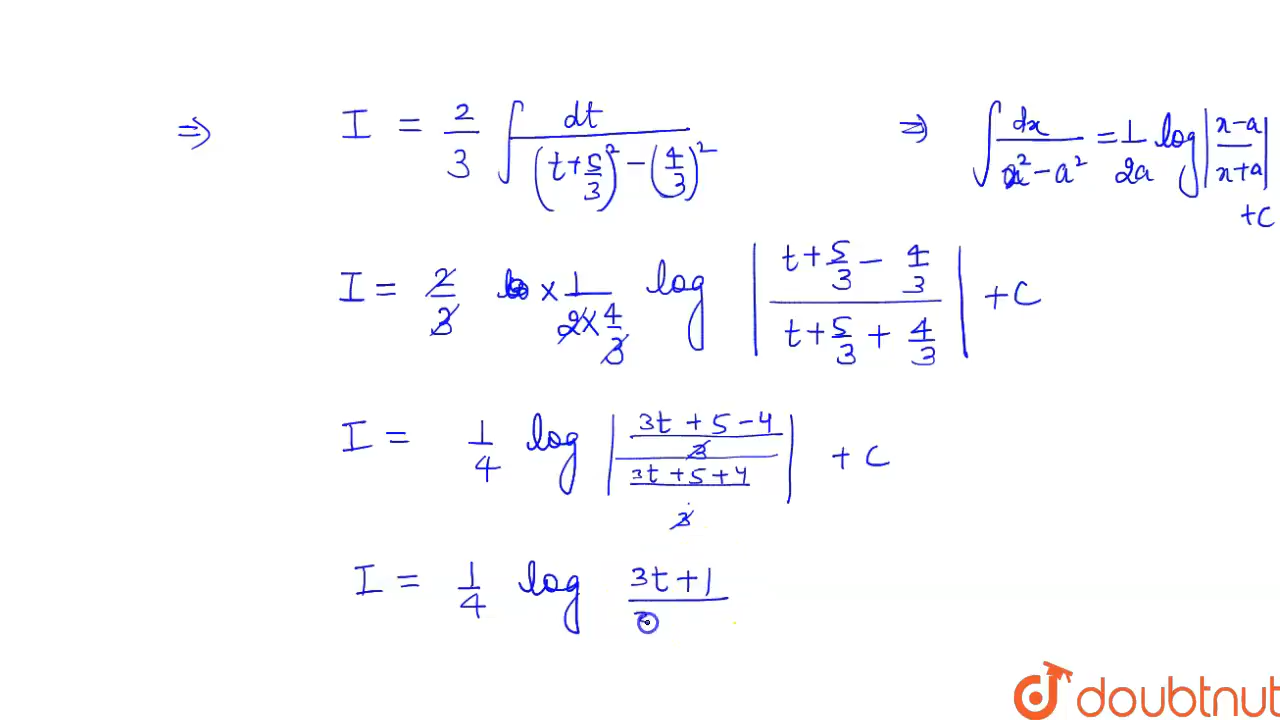 ⇒ I = 2/3 ∫ dt / ((t+5/3)² − (4/3)²) ⇒ ∫ dx / (x² − a²) = 1/2a log |x−a / x+a| + C
I = 2/3 × 1/(2×4/3) log |(t+5/3 − 4/3) / (t+5/3 + 4/3)| + C
I = 1/4 log |((3t+5−4)/3) / ((3t+5+4)/3)| + C
I = 1/4 log 3t+1 /
doubtnut